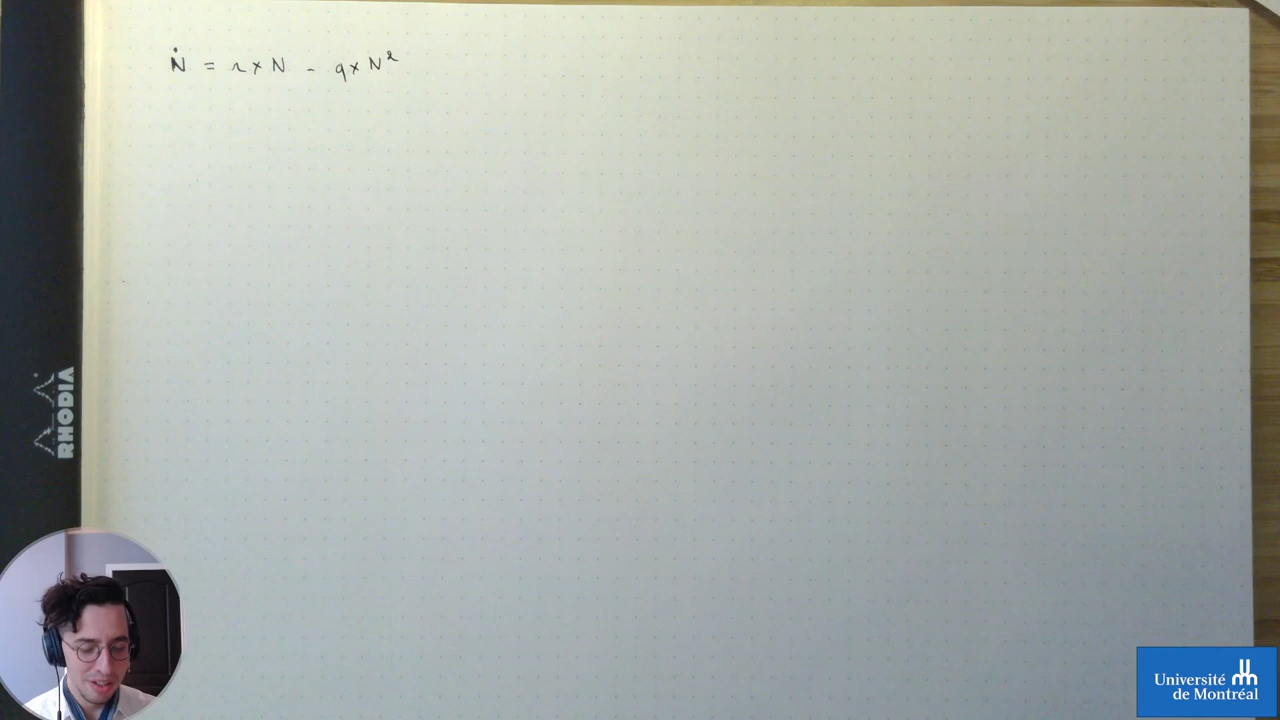 Ṅ = r × N - q × N²
RHODIA
Université
de Montréal